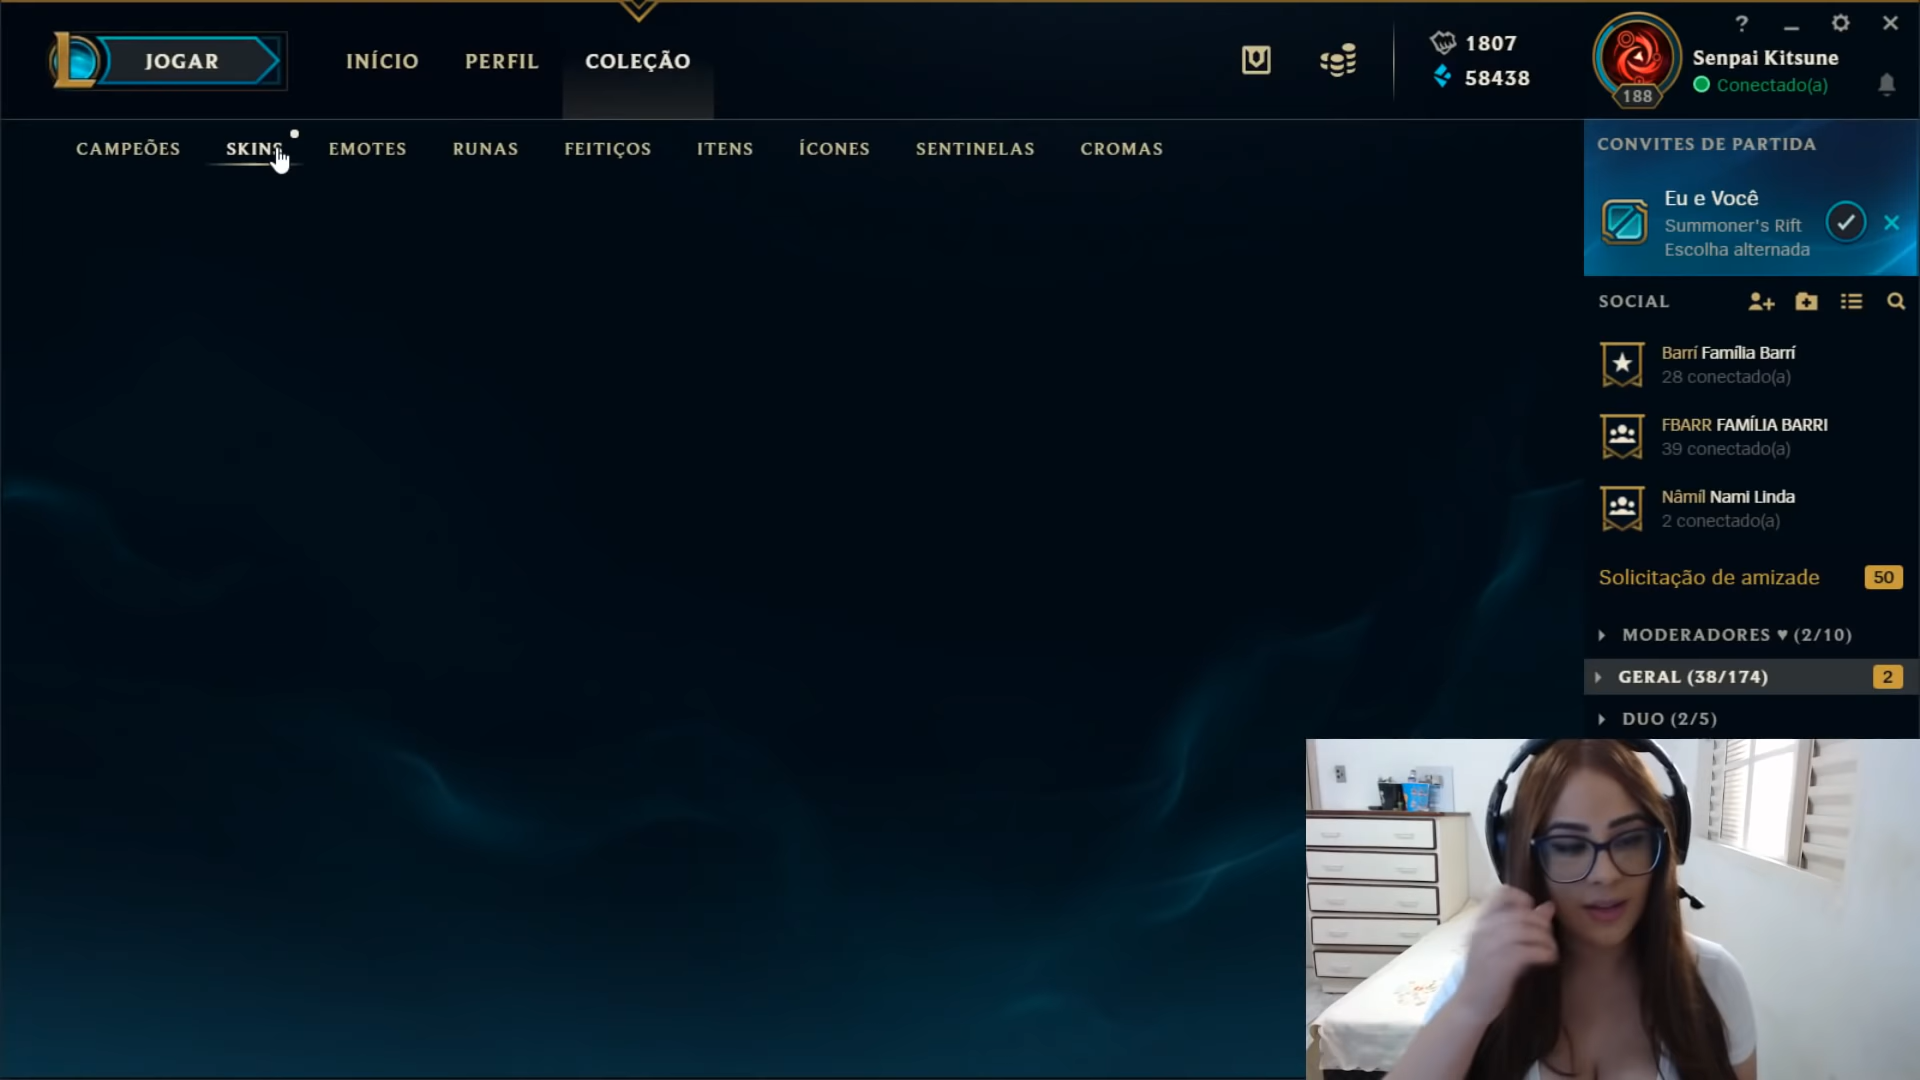 JOGAR
INÍCIO
PERFIL
COLEÇÃO
1807
58438
188
?
Senpai Kitsune
Conectado(a)
CAMPEÕES
SKINS
EMOTES
RUNAS
FEITIÇOS
ITENS
ÍCONES
SENTINELAS
CROMAS
CONVITES DE PARTIDA
Eu e Você
Summoner's Rift
Escolha alternada
SOCIAL
Barrí Família Barrí
28 conectado(a)
FBARR FAMÍLIA BARRI
39 conectado(a)
Nâmíl Nami Linda
2 conectado(a)
Solicitação de amizade 50
MODERADORES ♥ (2/10)
GERAL (38/174) 2
DUO (2/5)